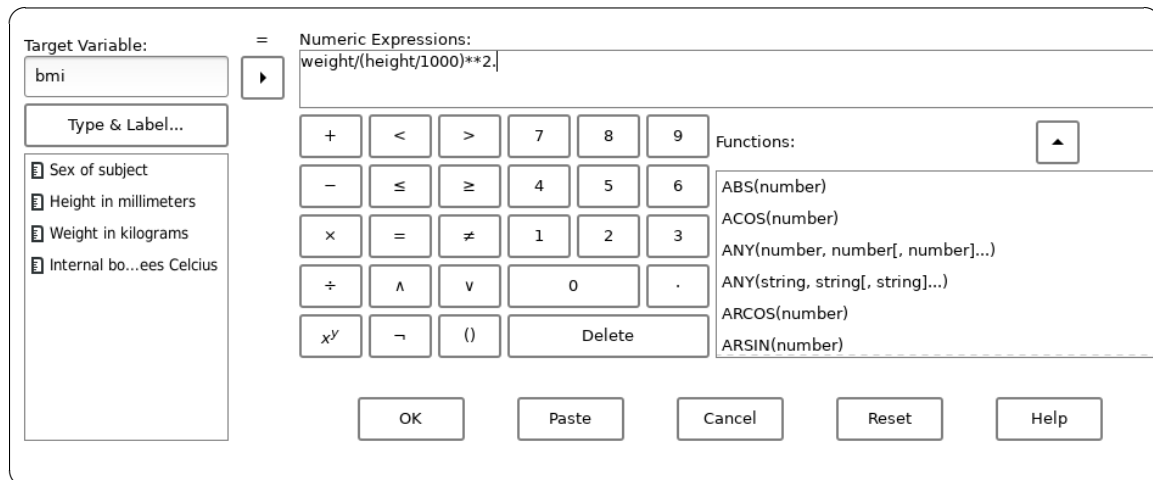 Target Variable:
=
Numeric Expressions:
bmi
weight/(height/1000)**2.
Type & Label...
Sex of subject
Height in millimeters
Weight in kilograms
Internal bo...ees Celcius
+ < > 7 8 9
− ≤ ≥ 4 5 6
× = ≠ 1 2 3
÷ ∧ ∨ 0 .
xʸ ¬ () Delete
Functions:
ABS(number)
ACOS(number)
ANY(number, number[, number]...)
ANY(string, string[, string]...)
ARCOS(number)
ARSIN(number)
OK Paste Cancel Reset Help